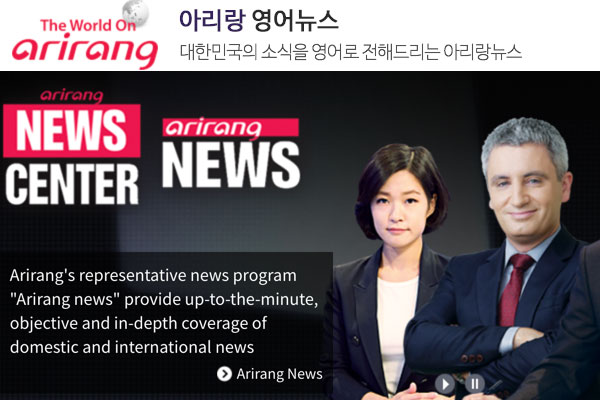 The World On
arirang
아리랑 영어뉴스
대한민국의 소식을 영어로 전해드리는 아리랑뉴스
arirang
NEWS
CENTER
arirang
NEWS
Arirang's representative news program
"Arirang news" provide up-to-the-minute,
objective and in-depth coverage of
domestic and international news
Arirang News